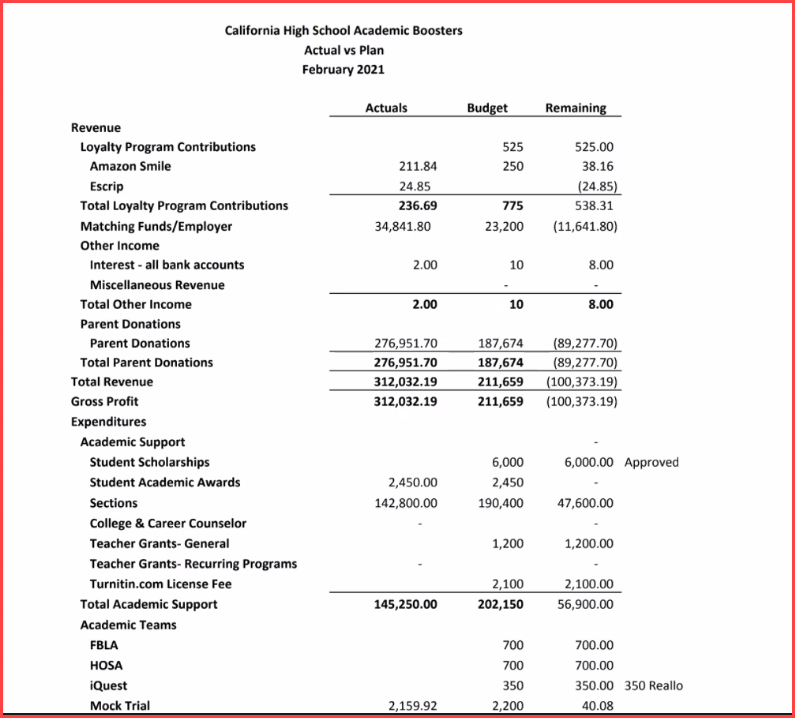 California High School Academic Boosters
Actual vs Plan
February 2021
Actuals Budget Remaining
Revenue
Loyalty Program Contributions 525 525.00
Amazon Smile 211.84 250 38.16
Escrip 24.85 (24.85)
Total Loyalty Program Contributions 236.69 775 538.31
Matching Funds/Employer 34,841.80 23,200 (11,641.80)
Other Income
Interest - all bank accounts 2.00 10 8.00
Miscellaneous Revenue - -
Total Other Income 2.00 10 8.00
Parent Donations
Parent Donations 276,951.70 187,674 (89,277.70)
Total Parent Donations 276,951.70 187,674 (89,277.70)
Total Revenue 312,032.19 211,659 (100,373.19)
Gross Profit 312,032.19 211,659 (100,373.19)
Expenditures
Academic Support -
Student Scholarships 6,000 6,000.00 Approved
Student Academic Awards 2,450.00 2,450 -
Sections 142,800.00 190,400 47,600.00
College & Career Counselor - -
Teacher Grants- General 1,200 1,200.00
Teacher Grants- Recurring Programs - -
Turnitin.com License Fee 2,100 2,100.00
Total Academic Support 145,250.00 202,150 56,900.00
Academic Teams
FBLA 700 700.00
HOSA 700 700.00
iQuest 350 350.00 350 Reallo
Mock Trial 2,159.92 2,200 40.08